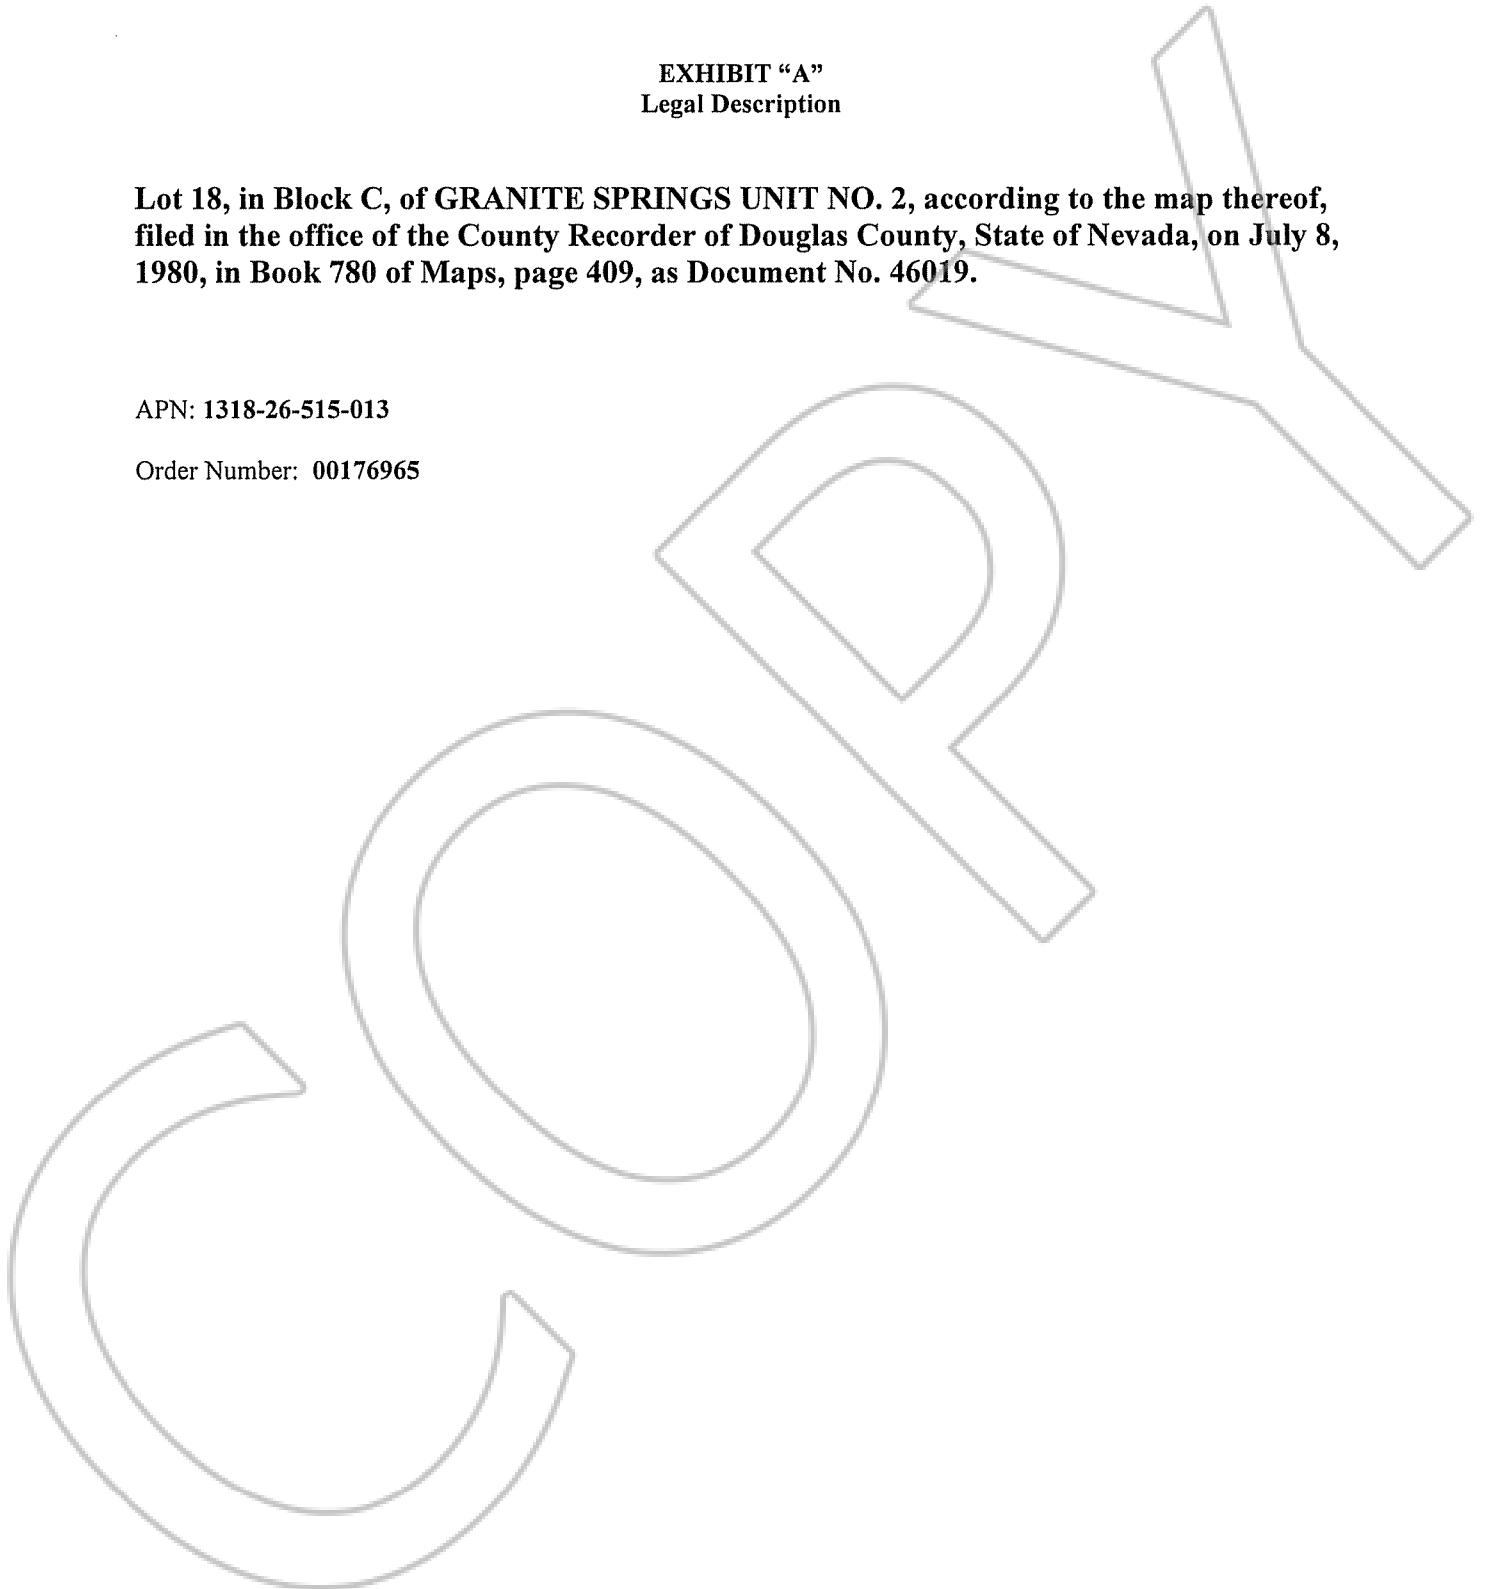 EXHIBIT “A”
Legal Description
Lot 18, in Block C, of GRANITE SPRINGS UNIT NO. 2, according to the map thereof,
filed in the office of the County Recorder of Douglas County, State of Nevada, on July 8,
1980, in Book 780 of Maps, page 409, as Document No. 46019.
APN: 1318-26-515-013
Order Number:  00176965
COPY